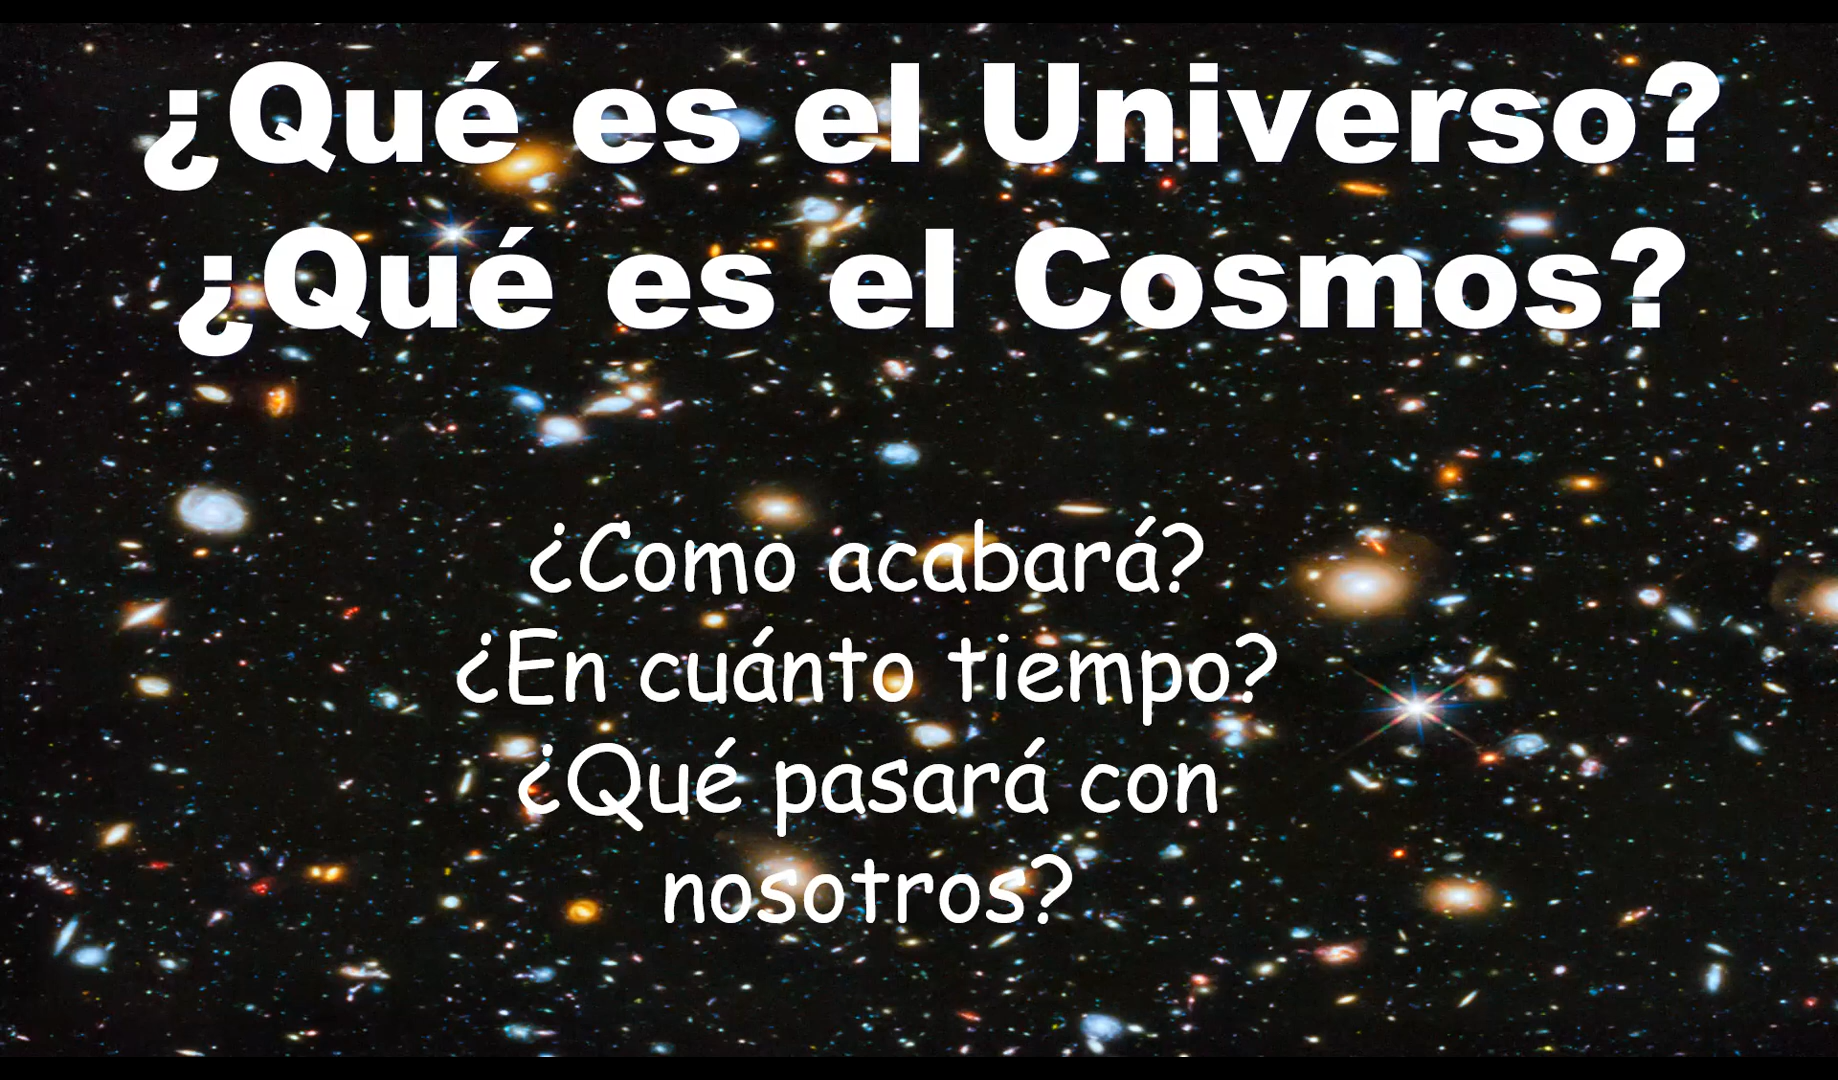 ¿Qué es el Universo?
¿Qué es el Cosmos?
¿Como acabará?
¿En cuánto tiempo?
¿Qué pasará con
nosotros?